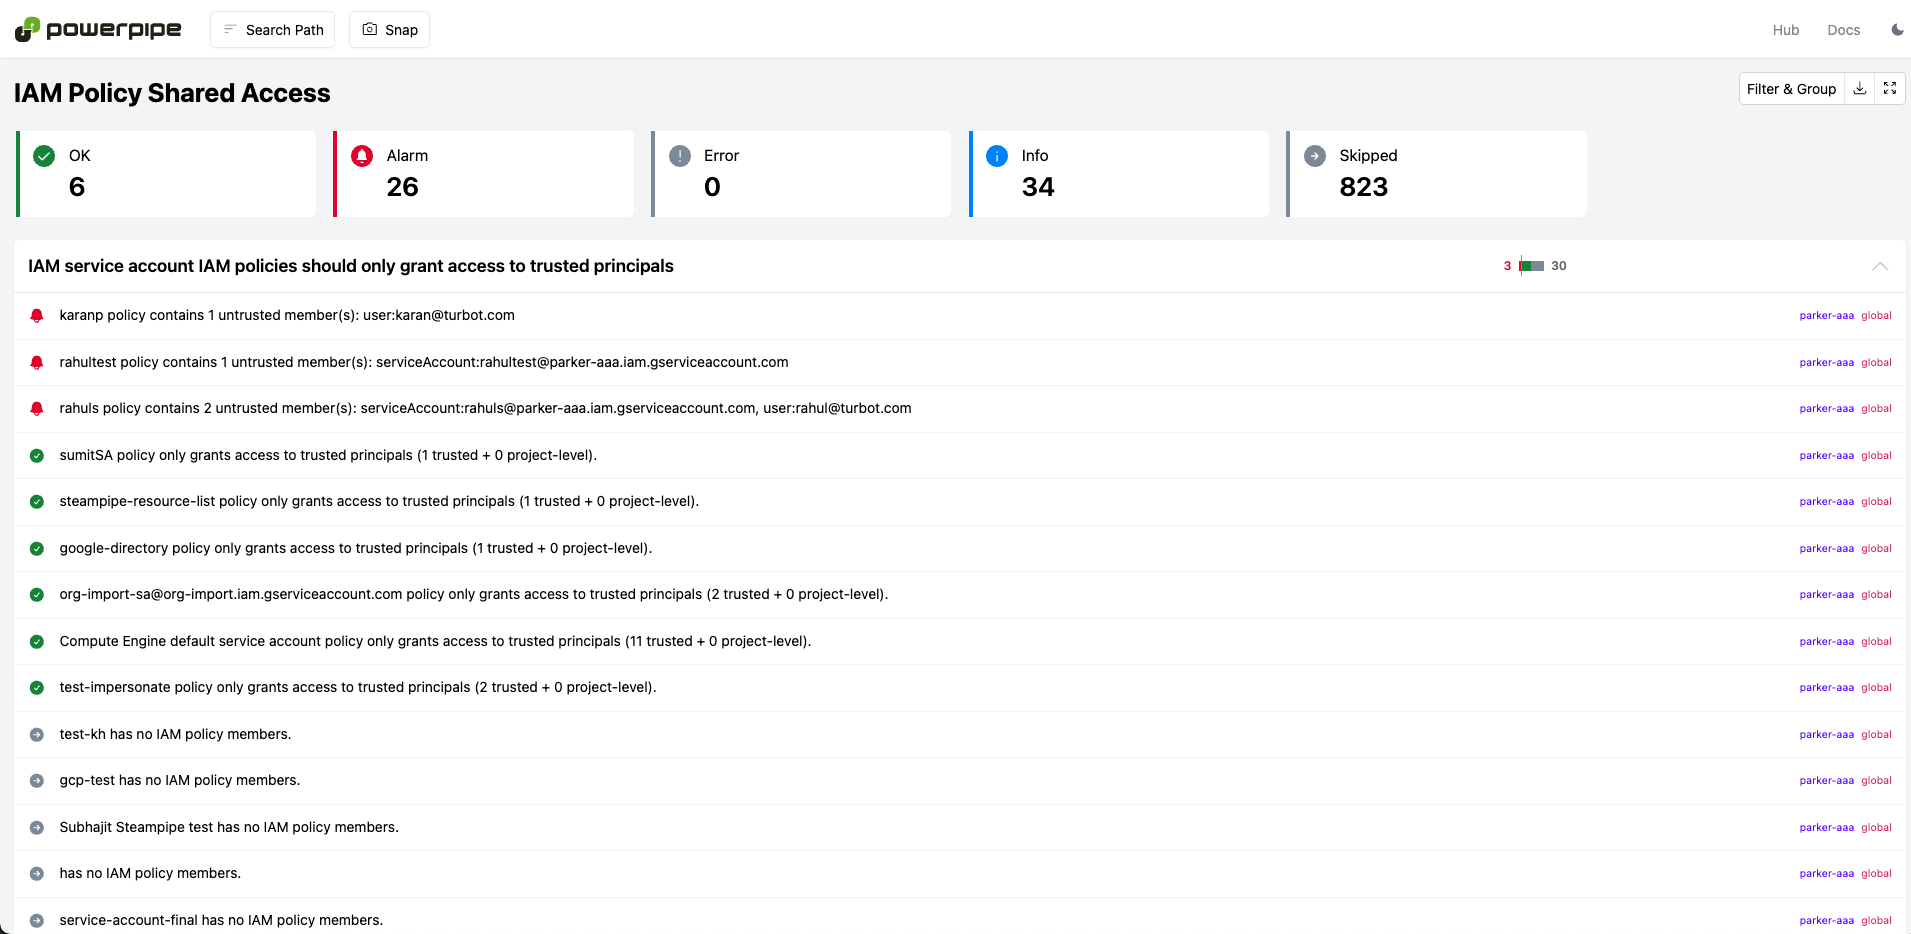 powerpipe Search Path Snap Hub Docs
IAM Policy Shared Access
Filter & Group
OK
6
Alarm
26
Error
0
Info
34
Skipped
823
IAM service account IAM policies should only grant access to trusted principals 3 30
karanp policy contains 1 untrusted member(s): user:karan@turbot.com parker-aaa global
rahultest policy contains 1 untrusted member(s): serviceAccount:rahultest@parker-aaa.iam.gserviceaccount.com parker-aaa global
rahuls policy contains 2 untrusted member(s): serviceAccount:rahuls@parker-aaa.iam.gserviceaccount.com, user:rahul@turbot.com parker-aaa global
sumitSA policy only grants access to trusted principals (1 trusted + 0 project-level). parker-aaa global
steampipe-resource-list policy only grants access to trusted principals (1 trusted + 0 project-level). parker-aaa global
google-directory policy only grants access to trusted principals (1 trusted + 0 project-level). parker-aaa global
org-import-sa@org-import.iam.gserviceaccount.com policy only grants access to trusted principals (2 trusted + 0 project-level). parker-aaa global
Compute Engine default service account policy only grants access to trusted principals (11 trusted + 0 project-level). parker-aaa global
test-impersonate policy only grants access to trusted principals (2 trusted + 0 project-level). parker-aaa global
test-kh has no IAM policy members. parker-aaa global
gcp-test has no IAM policy members. parker-aaa global
Subhajit Steampipe test has no IAM policy members. parker-aaa global
has no IAM policy members. parker-aaa global
service-account-final has no IAM policy members. parker-aaa global